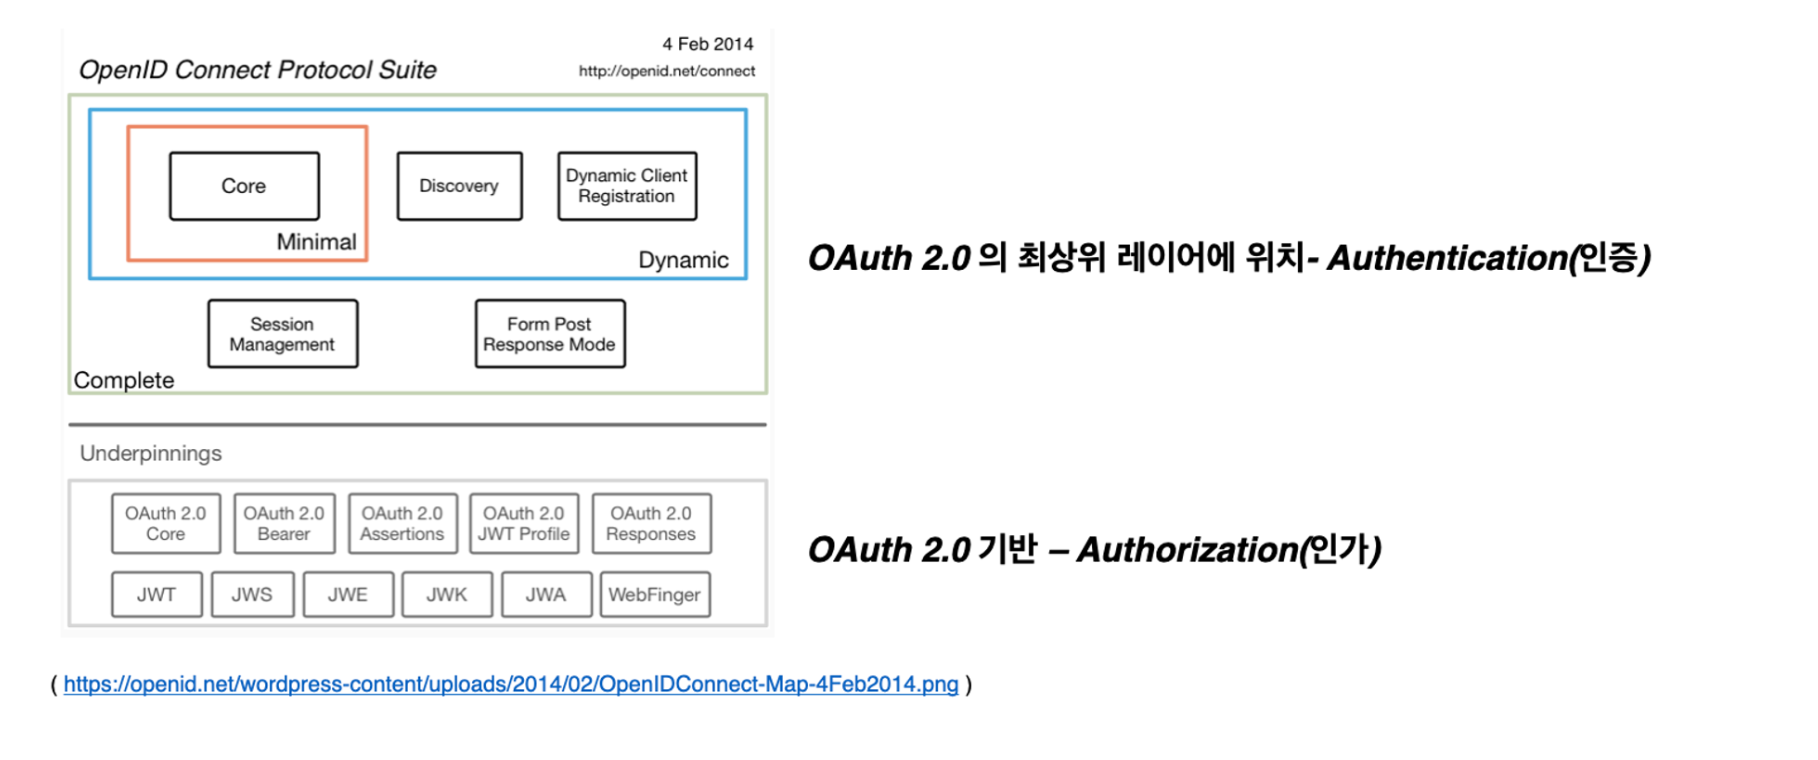 4 Feb 2014
OpenID Connect Protocol Suite
http://openid.net/connect
Core
Minimal
Discovery
Dynamic Client
Registration
Dynamic
Session
Management
Form Post
Response Mode
Complete
OAuth 2.0 의 최상위 레이어에 위치- Authentication(인증)
Underpinnings
OAuth 2.0
Core
OAuth 2.0
Bearer
OAuth 2.0
Assertions
OAuth 2.0
JWT Profile
OAuth 2.0
Responses
JWT
JWS
JWE
JWK
JWA
WebFinger
OAuth 2.0 기반 – Authorization(인가)
( https://openid.net/wordpress-content/uploads/2014/02/OpenIDConnect-Map-4Feb2014.png )